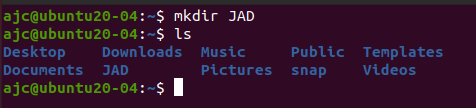 ajc@ubuntu20-04:~$ mkdir JAD
ajc@ubuntu20-04:~$ ls
Desktop    Downloads  Music     Public  Templates
Documents  JAD        Pictures  snap    Videos
ajc@ubuntu20-04:~$